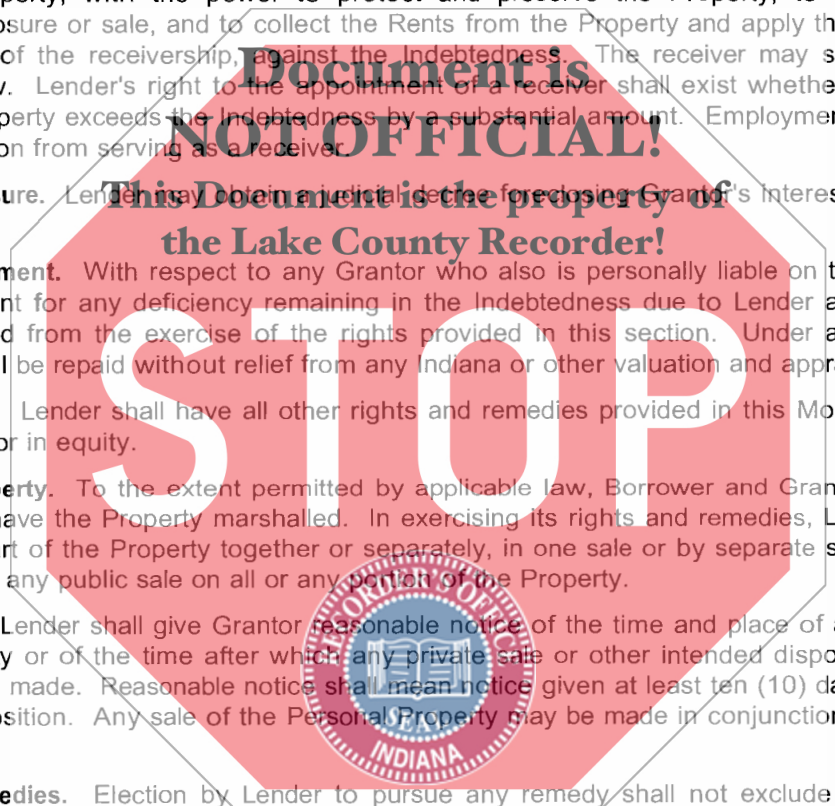 perty, with the power to protect and preserve the Property, to
osure or sale, and to collect the Rents from the Property and apply th
of the receivership, against the Indebtedness. The receiver may s
Lender's right to the appointment of a receiver shall exist whethe
perty exceeds the Indebtedness by a substantial amount. Employmen
on from serving as a receiver.
ure. Lender may obtain a judicial decree foreclosing Grantor's interes
ment. With respect to any Grantor who also is personally liable on t
nt for any deficiency remaining in the Indebtedness due to Lender a
d from the exercise of the rights provided in this section. Under a
l be repaid without relief from any Indiana or other valuation and appra
Lender shall have all other rights and remedies provided in this Mo
or in equity.
erty. To the extent permitted by applicable law, Borrower and Gran
have the Property marshalled. In exercising its rights and remedies, L
rt of the Property together or separately, in one sale or by separate s
any public sale on all or any portion of the Property.
Lender shall give Grantor reasonable notice of the time and place of
y or of the time after which any private sale or other intended dispo
made. Reasonable notice shall mean notice given at least ten (10) da
osition. Any sale of the Personal Property may be made in conjunction
edies. Election by Lender to pursue any remedy shall not exclude
Document is
NOT OFFICIAL!
This Document is the property of
the Lake County Recorder!
STOP
RECORDER'S OFFICE
SEAL
INDIANA